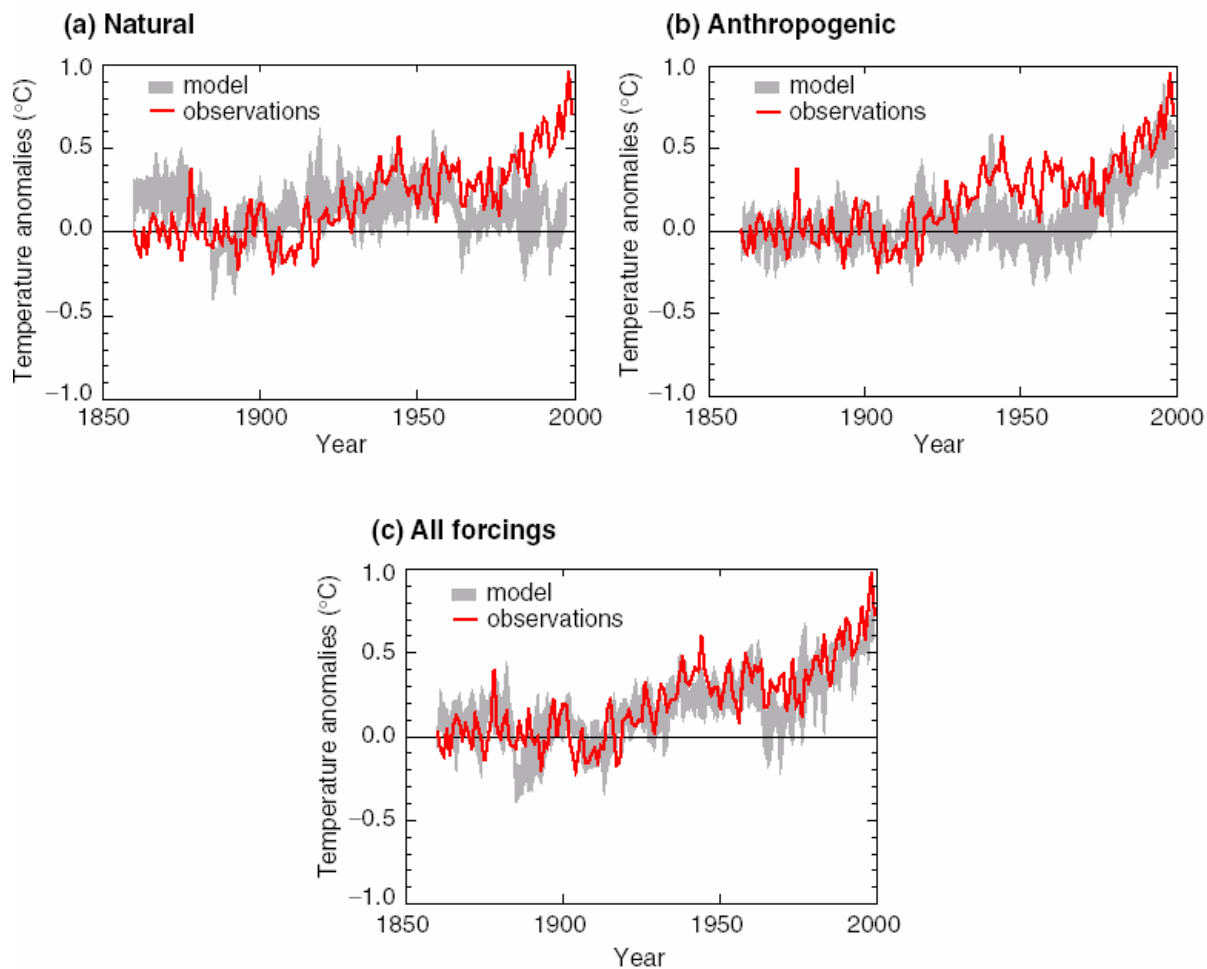 (a) Natural
(b) Anthropogenic
Temperature anomalies (°C)
1.0
0.5
0.0
−0.5
−1.0
model
observations
1850
1900
1950
2000
Year
Temperature anomalies (°C)
1.0
0.5
0.0
−0.5
−1.0
model
observations
1850
1900
1950
2000
Year
(c) All forcings
Temperature anomalies (°C)
1.0
0.5
0.0
−0.5
−1.0
model
observations
1850
1900
1950
2000
Year